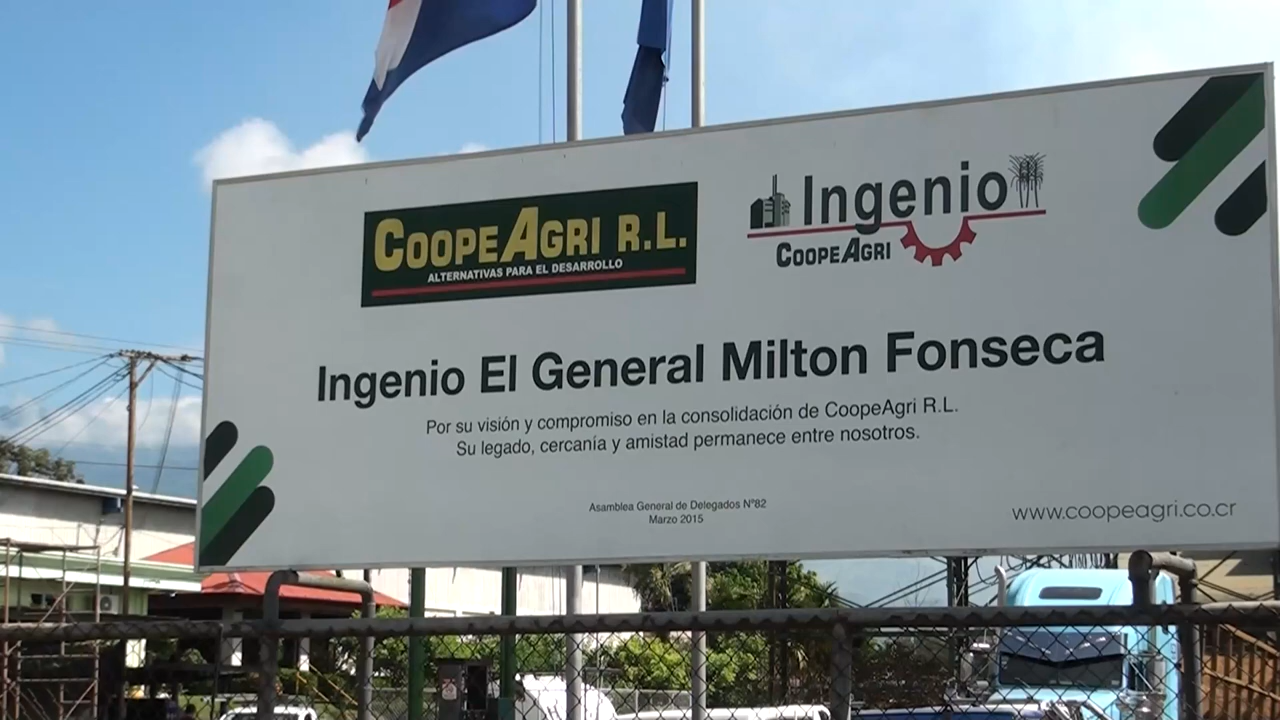 COOPEAGRI R.L.
ALTERNATIVAS PARA EL DESARROLLO
Ingenio
COOPEAGRI
Ingenio El General Milton Fonseca
Por su visión y compromiso en la consolidación de CoopeAgri R.L.
Su legado, cercanía y amistad permanece entre nosotros.
Asamblea General de Delegados N°82
Marzo 2015
www.coopeagri.co.cr